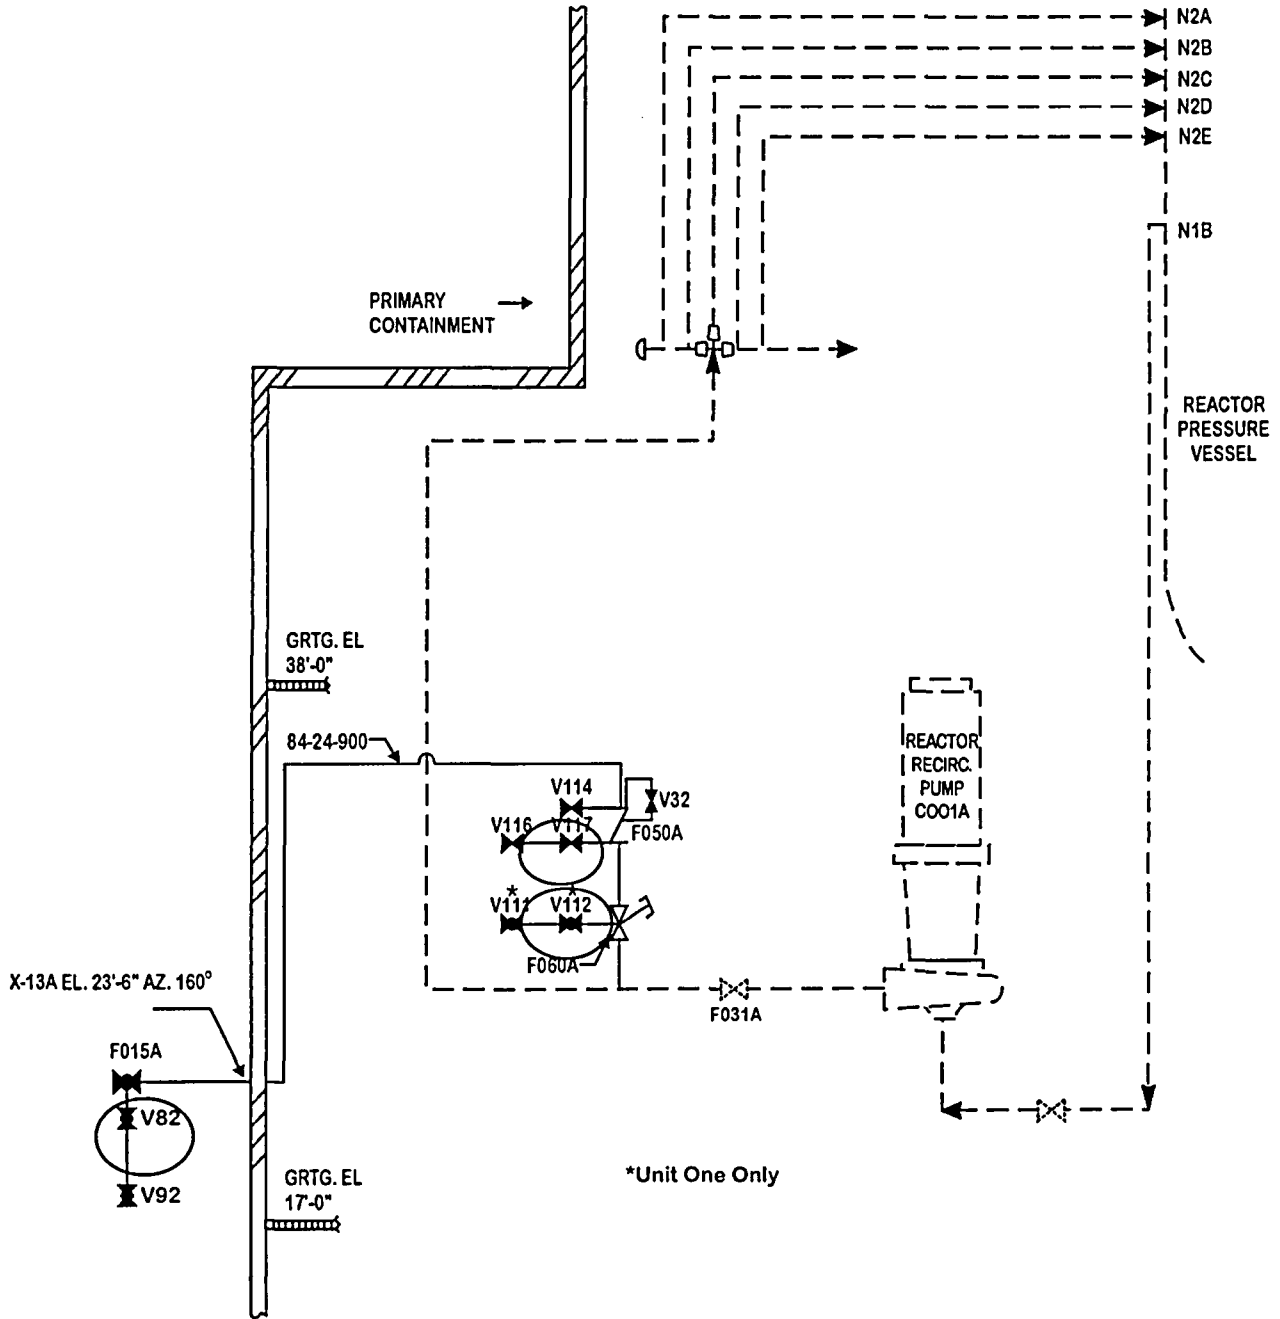 N2A
N2B
N2C
N2D
N2E
N1B
PRIMARY
CONTAINMENT
REACTOR
PRESSURE
VESSEL
GRTG. EL
38'-0"
84-24-900
REACTOR
RECIRC.
PUMP
COO1A
V114
V32
V116
V117
F050A
*
*
V111
V112
F060A
X-13A EL. 23'-6" AZ. 160°
F031A
F015A
V82
V92
GRTG. EL
17'-0"
*Unit One Only